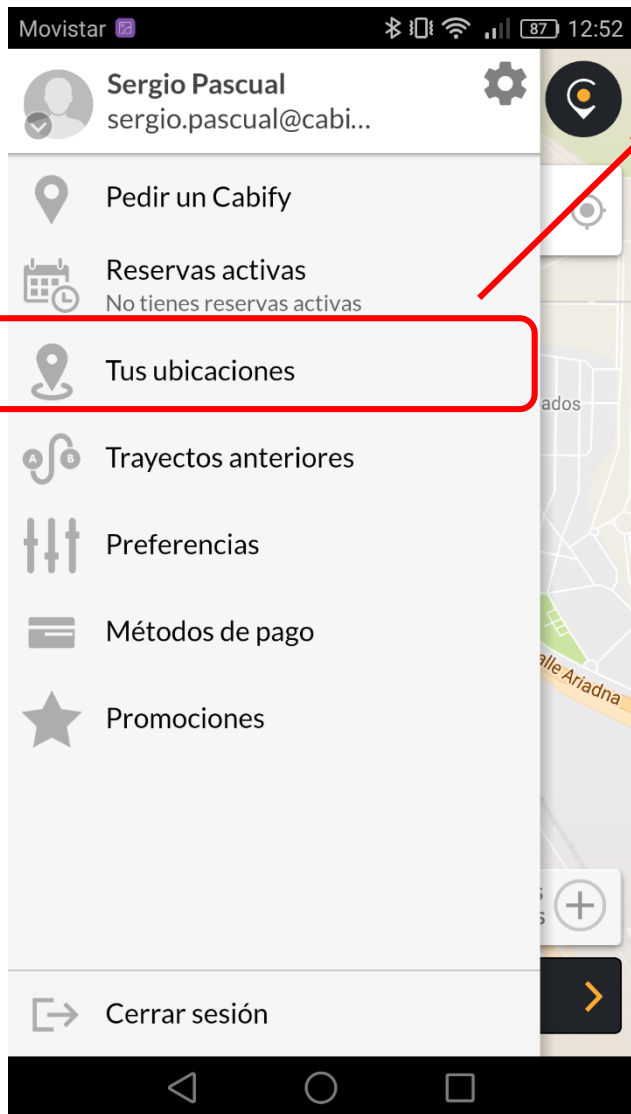 Movistar 87 12:52
Sergio Pascual
sergio.pascual@cabi...
Pedir un Cabify
Reservas activas
No tienes reservas activas
Tus ubicaciones
ados
A B
Trayectos anteriores
Preferencias
Métodos de pago
alle Ariadna
Promociones
s
s
Cerrar sesión